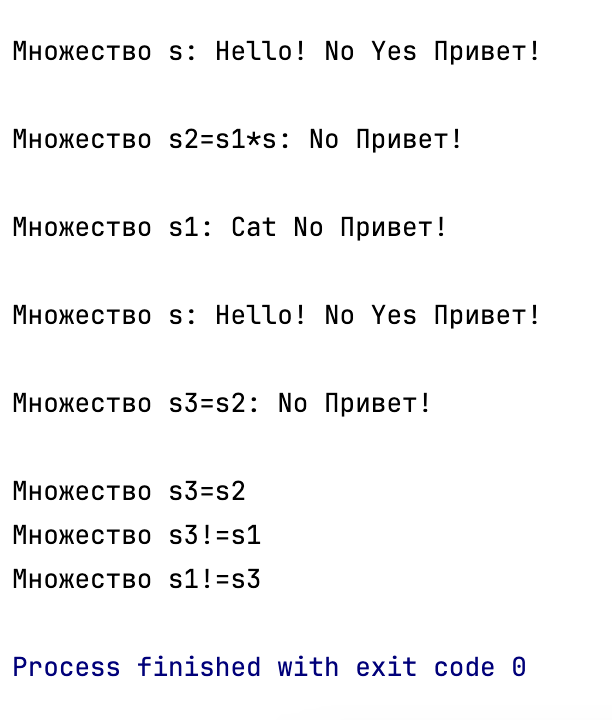 Множество s: Hello! No Yes Привет!
Множество s2=s1*s: No Привет!
Множество s1: Cat No Привет!
Множество s: Hello! No Yes Привет!
Множество s3=s2: No Привет!
Множество s3=s2
Множество s3!=s1
Множество s1!=s3
Process finished with exit code 0